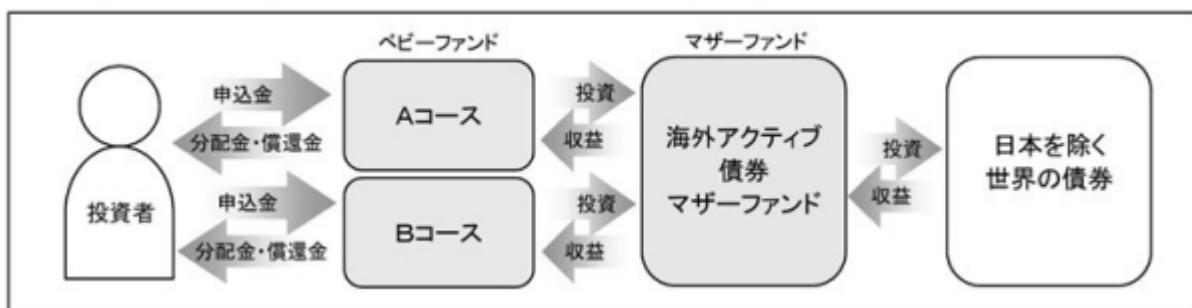 ベビーファンド
マザーファンド
申込金
分配金・償還金
Aコース
投資
収益
投資者
申込金
分配金・償還金
Bコース
投資
収益
海外アクティブ
債券
マザーファンド
投資
収益
日本を除く
世界の債券